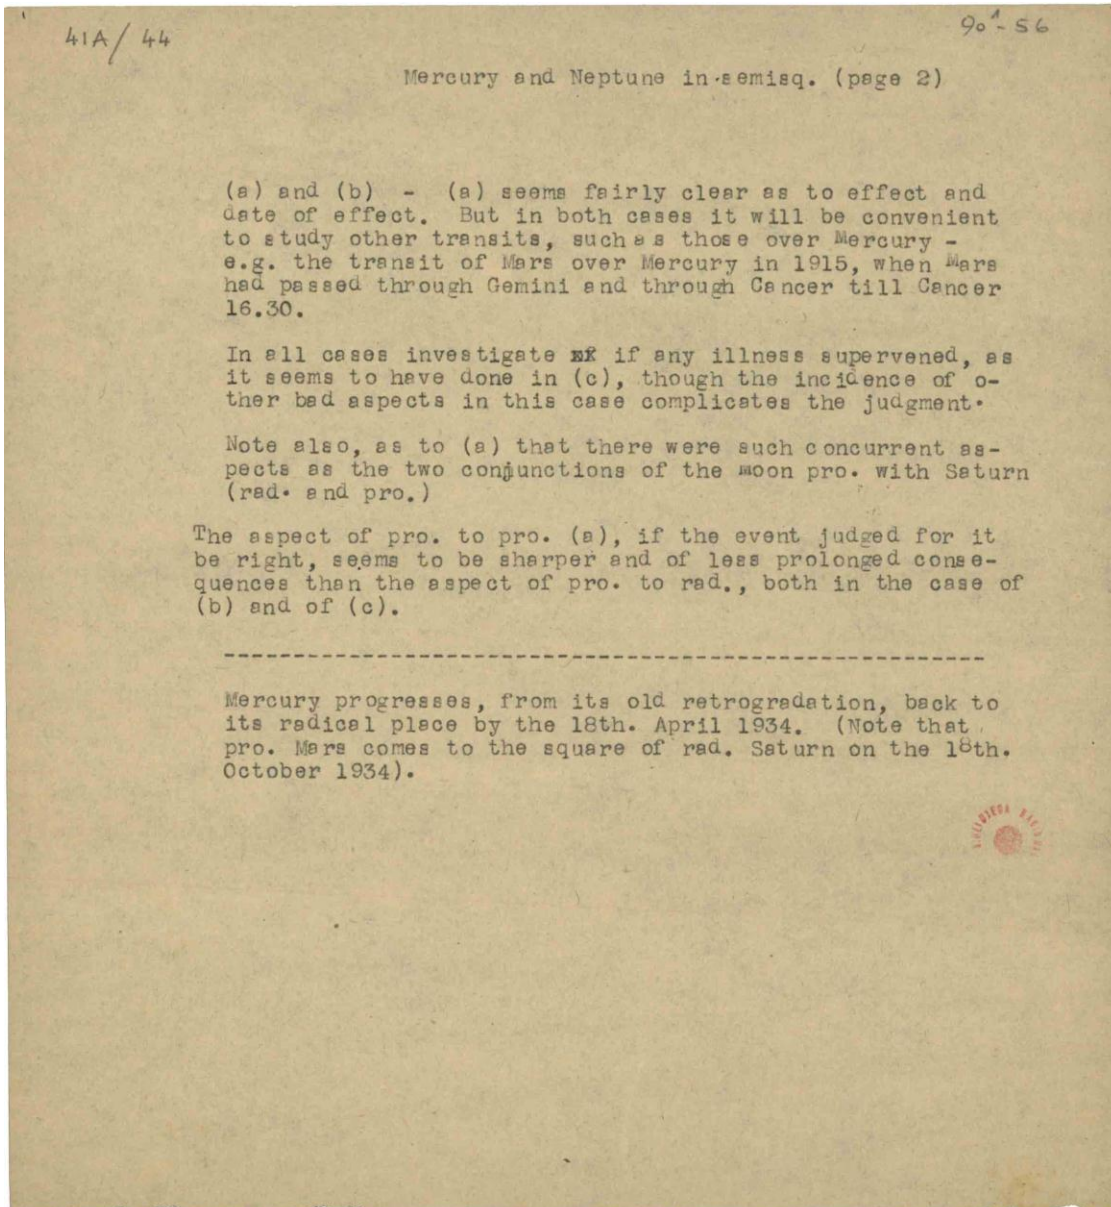 41A/44
90A-56
Mercury and Neptune in semisq. (page 2)
(a) and (b) - (a) seems fairly clear as to effect and
date of effect. But in both cases it will be convenient
to study other transits, such as those over Mercury -
e.g. the transit of Mars over Mercury in 1915, when Mars
had passed through Gemini and through Cancer till Cancer
16.30.
In all cases investigate if any illness supervened, as
it seems to have done in (c), though the incidence of o-
ther bad aspects in this case complicates the judgment.
Note also, as to (a) that there were such concurrent as-
pects as the two conjunctions of the moon pro. with Saturn
(rad. and pro.)
The aspect of pro. to pro. (a), if the event judged for it
be right, seems to be sharper and of less prolonged conse-
quences than the aspect of pro. to rad., both in the case of
(b) and of (c).
-------------------------------------------------------
Mercury progresses, from its old retrogradation, back to
its radical place by the 18th. April 1934. (Note that
pro. Mars comes to the square of rad. Saturn on the 18th.
October 1934).
BIBLIOTECA NACIONAL